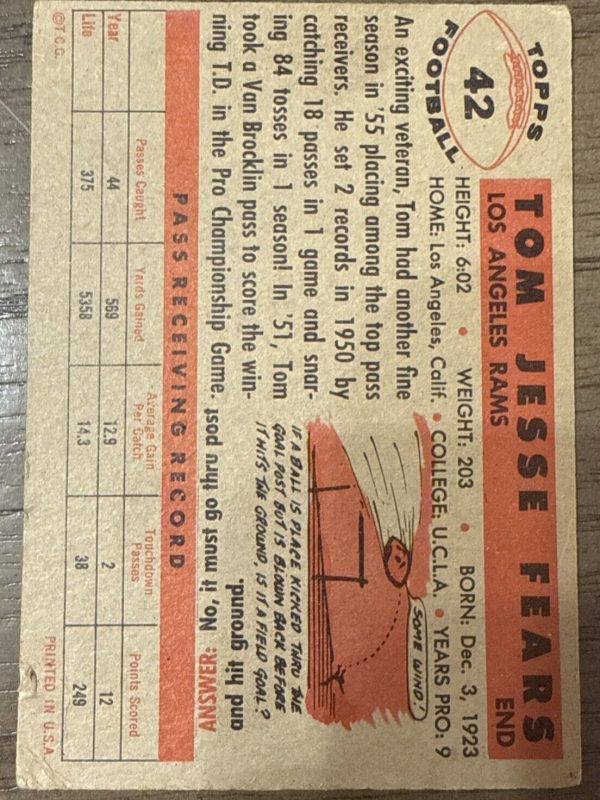 TOPPS
42
FOOTBALL
TOM JESSE FEARS
LOS ANGELES RAMS END
HEIGHT: 6:02 • WEIGHT: 203 • BORN: Dec. 3, 1923
HOME: Los Angeles, Calif. • COLLEGE: U.C.L.A. • YEARS PRO: 9
An exciting veteran, Tom had another fine
season in '55 placing among the top pass
receivers. He set 2 records in 1950 by
catching 18 passes in 1 game and snar-
ing 84 tosses in 1 season! In '51, Tom
took a Van Brocklin pass to score the win-
ning T.D. in the Pro Championship Game.
SOME WIND!
IF A BALL IS PLACE KICKED THRU THE
GOAL POST BUT IS BLOWN BACK BEFORE
IT HITS THE GROUND, IS IT A FIELD GOAL?
ANSWER: No, it must go thru post
and hit ground.
PASS RECEIVING RECORD
Passes Caught Yards Gained Average Gain Per Catch Touchdown Passes Points Scored
Year 44 569 12.9 2 12
Life 375 5358 14.3 38 249
©T.C.G. PRINTED IN U.S.A.